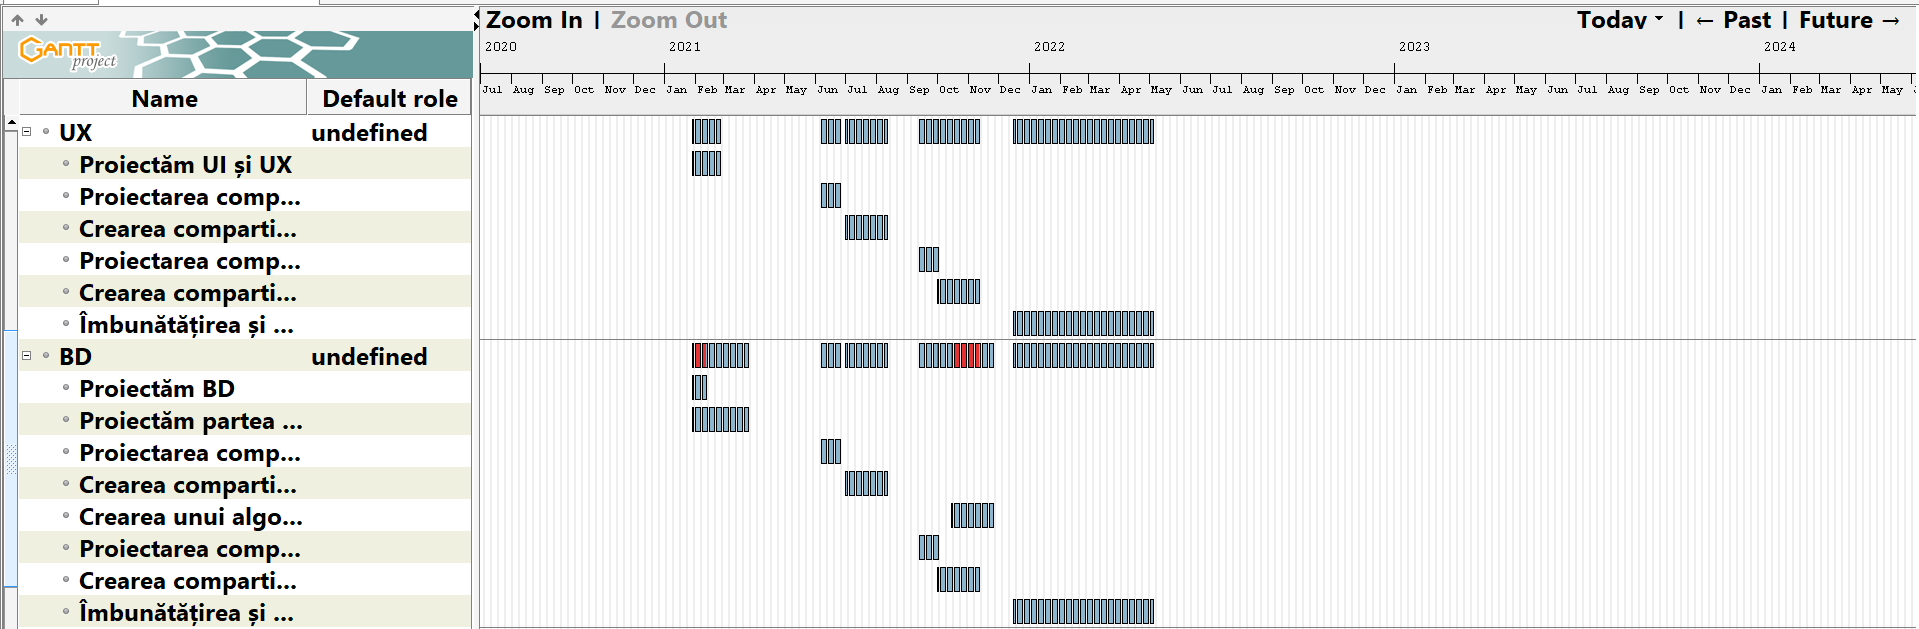 Zoom In | Zoom Out
Today | ← Past | Future →
GANTT
project
2020 2021 2022 2023 2024
Jul Aug Sep Oct Nov Dec Jan Feb Mar Apr May Jun Jul Aug Sep Oct Nov Dec Jan Feb Mar Apr May Jun Jul Aug Sep Oct Nov Dec Jan Feb Mar Apr May Jun Jul Aug Sep Oct Nov Dec Jan Feb Mar Apr May
Name Default role
UX undefined
Proiectăm UI și UX
Proiectarea comp...
Crearea comparti...
Proiectarea comp...
Crearea comparti...
Îmbunătățirea și ...
BD undefined
Proiectăm BD
Proiectăm partea ...
Proiectarea comp...
Crearea comparti...
Crearea unui algo...
Proiectarea comp...
Crearea comparti...
Îmbunătățirea și ...